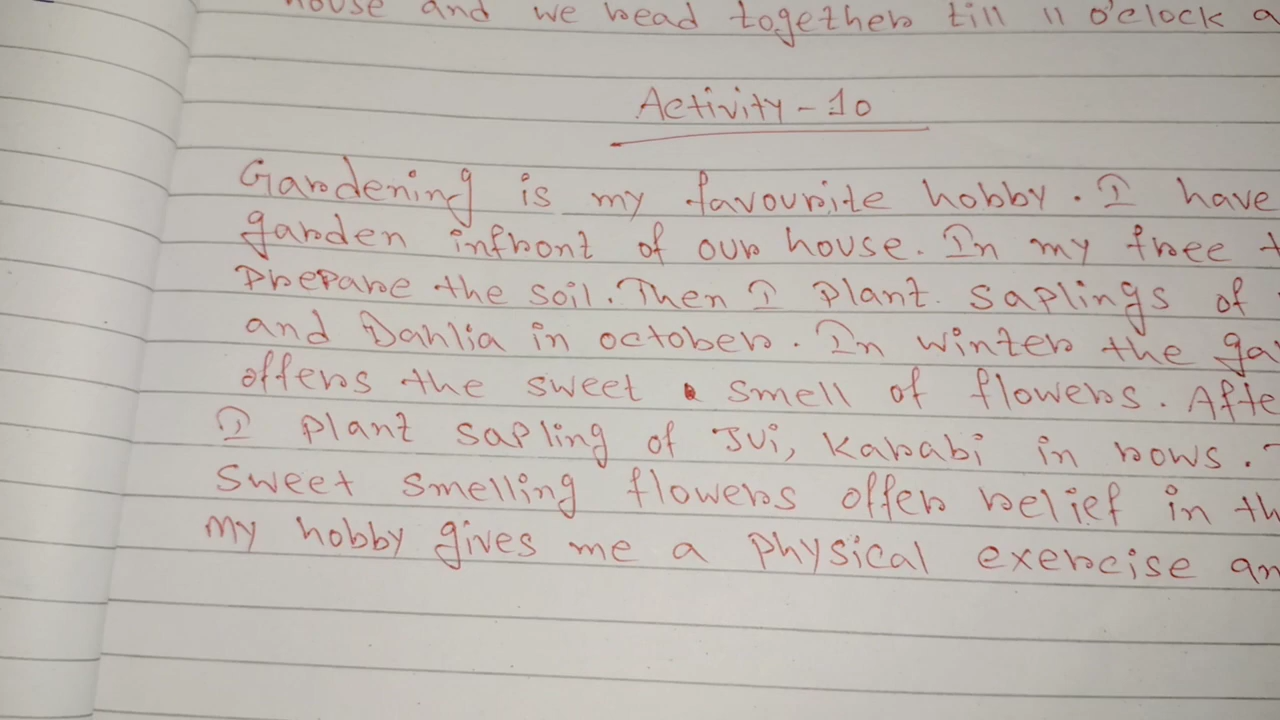 house and we read together till 11 o'clock a
Activity - 10
Gardening is my favourite hobby. I have
garden infront of our house. In my free t
Prepare the soil. Then I plant saplings of
and Dahlia in october. In winter the ga
offers the sweet smell of flowers. Afte
I plant sapling of Jui, Karabi in rows.
Sweet smelling flowers offer relief in th
my hobby gives me a physical exercise an